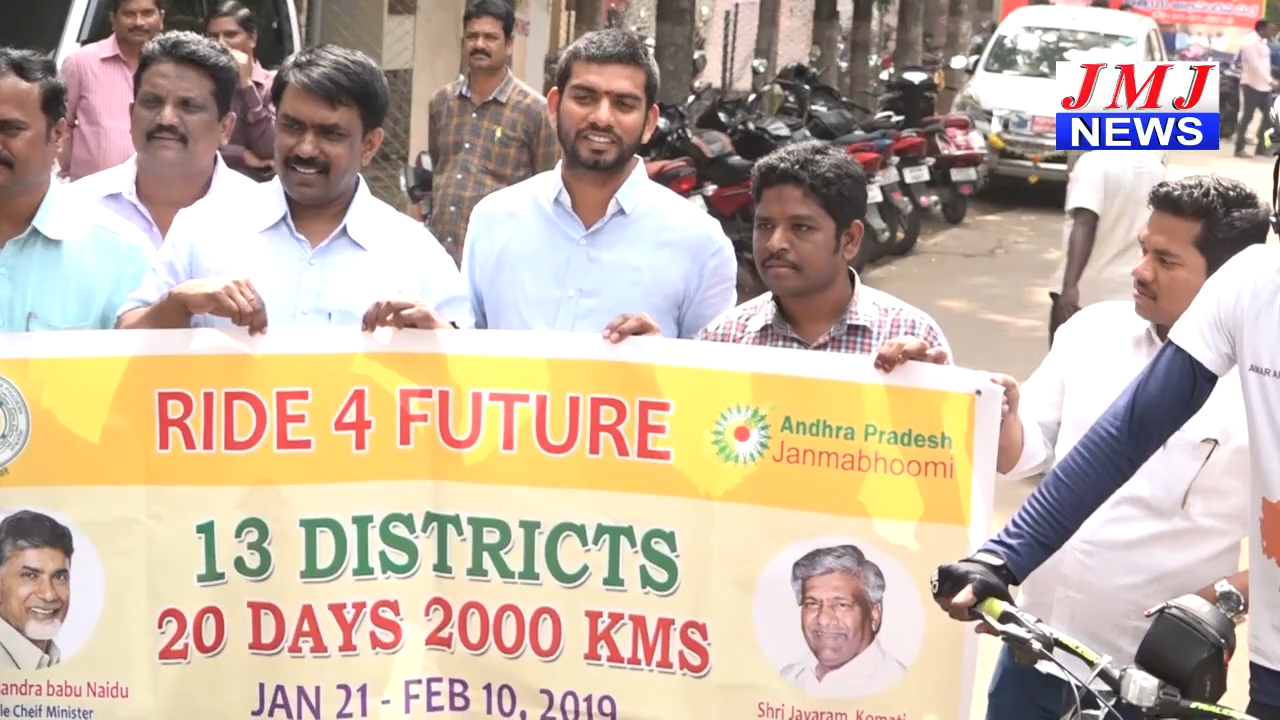 JMJ
NEWS
RIDE 4 FUTURE
Andhra Pradesh
Janmabhoomi
13 DISTRICTS
20 DAYS 2000 KMS
JAN 21 - FEB 10, 2019
andra babu Naidu
le Cheif Minister
Shri Jayaram Komati